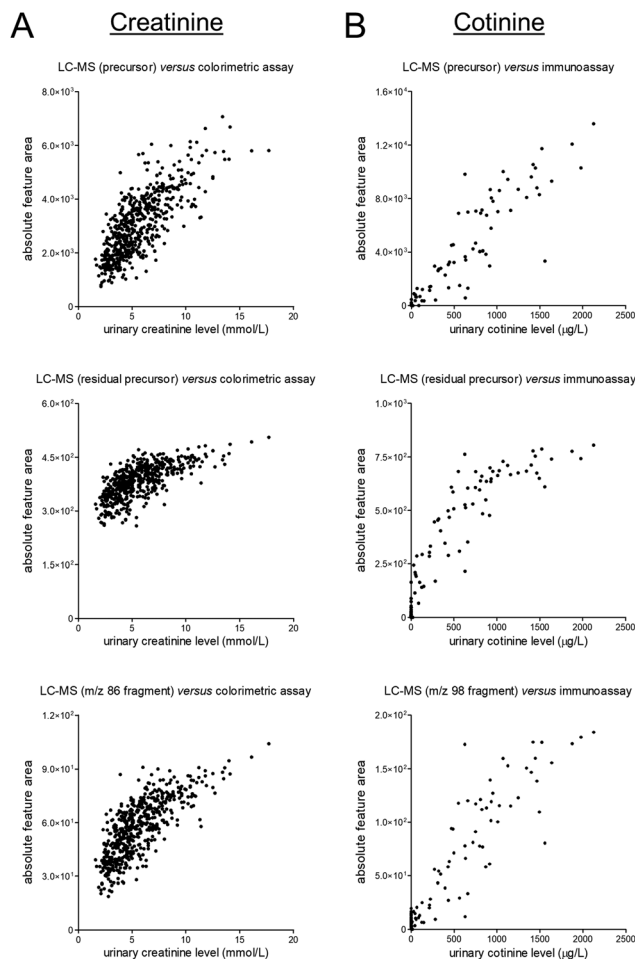 A Creatinine
B Cotinine
LC-MS (precursor) versus colorimetric assay
8.0×10³
6.0×10³
4.0×10³
2.0×10³
0
0 5 10 15 20
absolute feature area
urinary creatinine level (mmol/L)
LC-MS (precursor) versus immunoassay
1.6×10⁴
1.2×10⁴
8.0×10³
4.0×10³
0
0 500 1000 1500 2000 2500
absolute feature area
urinary cotinine level (μg/L)
LC-MS (residual precursor) versus colorimetric assay
6.0×10²
4.5×10²
3.0×10²
1.5×10²
0
0 5 10 15 20
absolute feature area
urinary creatinine level (mmol/L)
LC-MS (residual precursor) versus immunoassay
1.0×10³
7.5×10²
5.0×10²
2.5×10²
0
0 500 1000 1500 2000 2500
absolute feature area
urinary cotinine level (μg/L)
LC-MS (m/z 86 fragment) versus colorimetric assay
1.2×10²
9.0×10¹
6.0×10¹
3.0×10¹
0
0 5 10 15 20
absolute feature area
urinary creatinine level (mmol/L)
LC-MS (m/z 98 fragment) versus immunoassay
2.0×10²
1.5×10²
1.0×10²
5.0×10¹
0
0 500 1000 1500 2000 2500
absolute feature area
urinary cotinine level (μg/L)